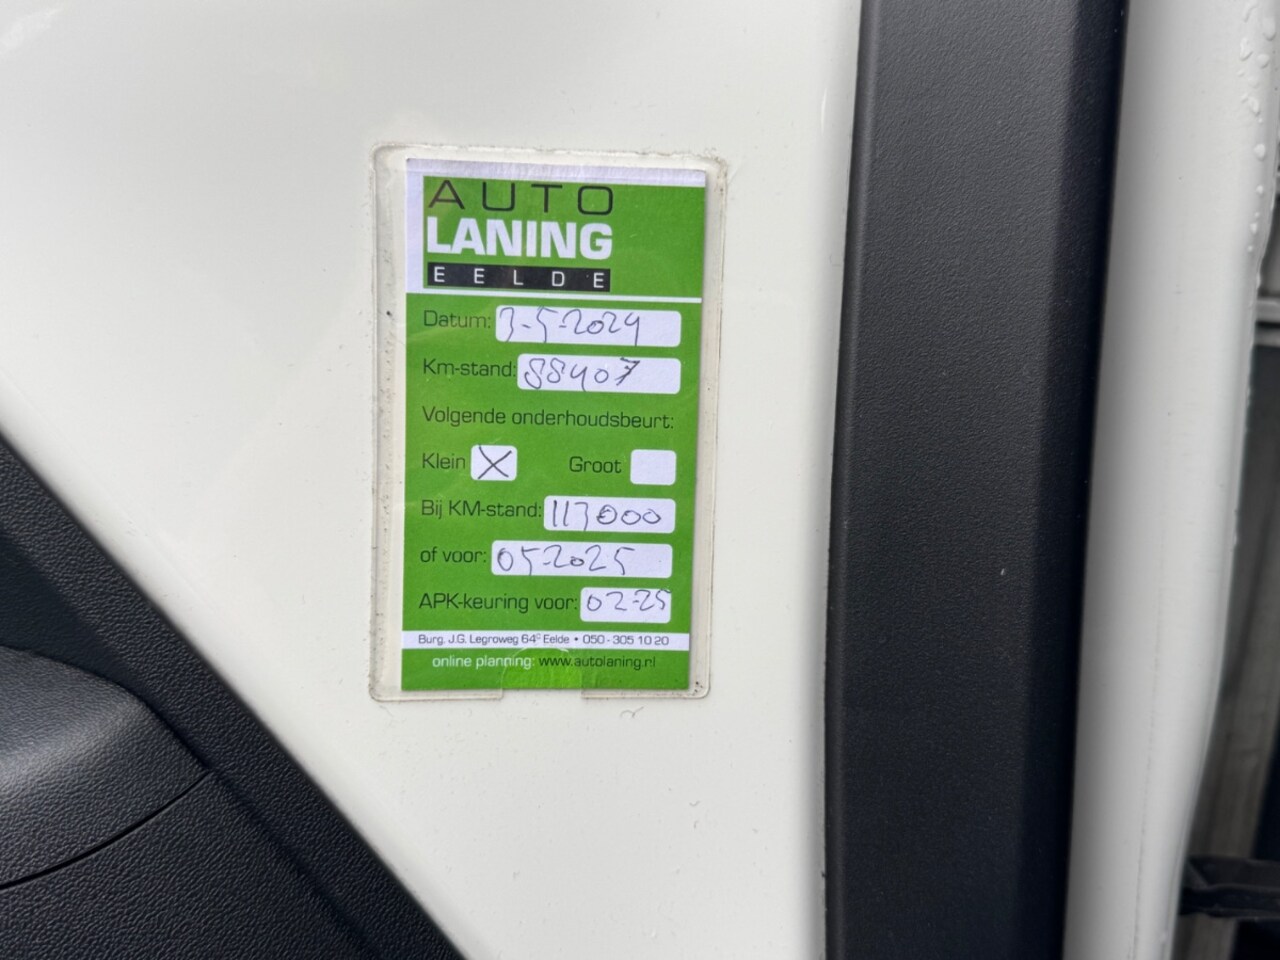 AUTO
LANING
EELDE
Datum: 3-5-2024
Km-stand: 88407
Volgende onderhoudsbeurt:
Klein X Groot
Bij KM-stand: 113000
of voor: 05-2025
APK-keuring voor: 02-25
Burg. J.G. Legroweg 64c Eelde • 050 - 305 10 20
online planning: www.autolaning.nl